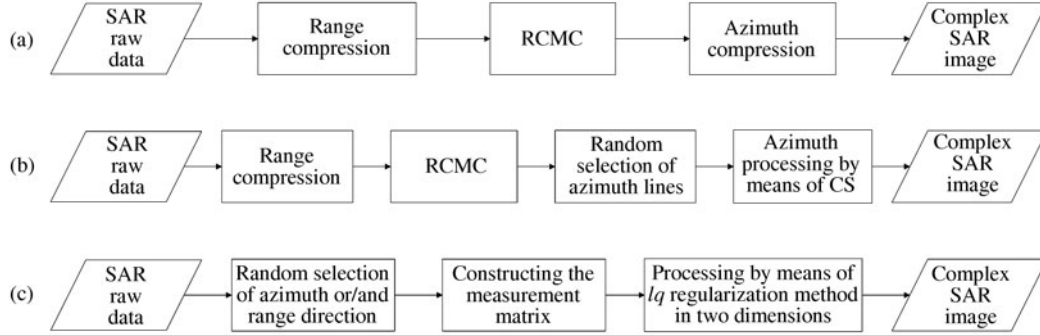 (a)
SAR
raw
data
Range
compression
RCMC
Azimuth
compression
Complex
SAR
image
(b)
SAR
raw
data
Range
compression
RCMC
Random
selection of
azimuth lines
Azimuth
processing by
means of CS
Complex
SAR
image
(c)
SAR
raw
data
Random selection
of azimuth or/and
range direction
Constructing the
measurement
matrix
Processing by means of
lq regularization method
in two dimensions
Complex
SAR
image